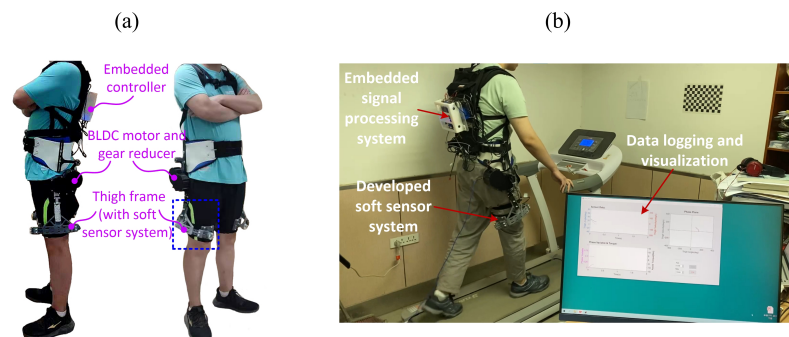 (a)
(b)
Embedded
controller
BLDC motor and
gear reducer
Thigh frame
(with soft
sensor system)
Embedded
signal
processing
system
Developed
soft sensor
system
Data logging and
visualization